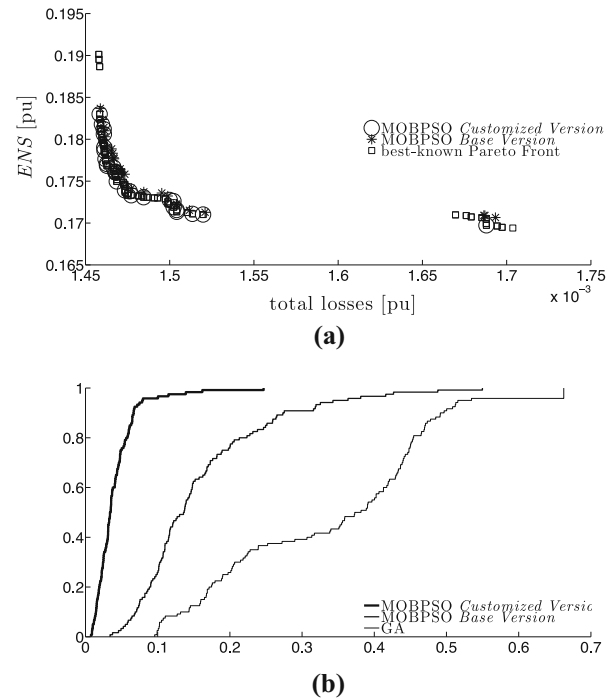 0.195
0.19
0.185
0.18
0.175
0.17
0.165
ENS [pu]
MOBPSO Customized Version
MOBPSO Base Version
best-known Pareto Front
1.45 1.5 1.55 1.6 1.65 1.7 1.75
total losses [pu]
x 10⁻³
(a)
1
0.8
0.6
0.4
0.2
0
MOBPSO Customized Versio
MOBPSO Base Version
GA
0 0.1 0.2 0.3 0.4 0.5 0.6 0.7
(b)